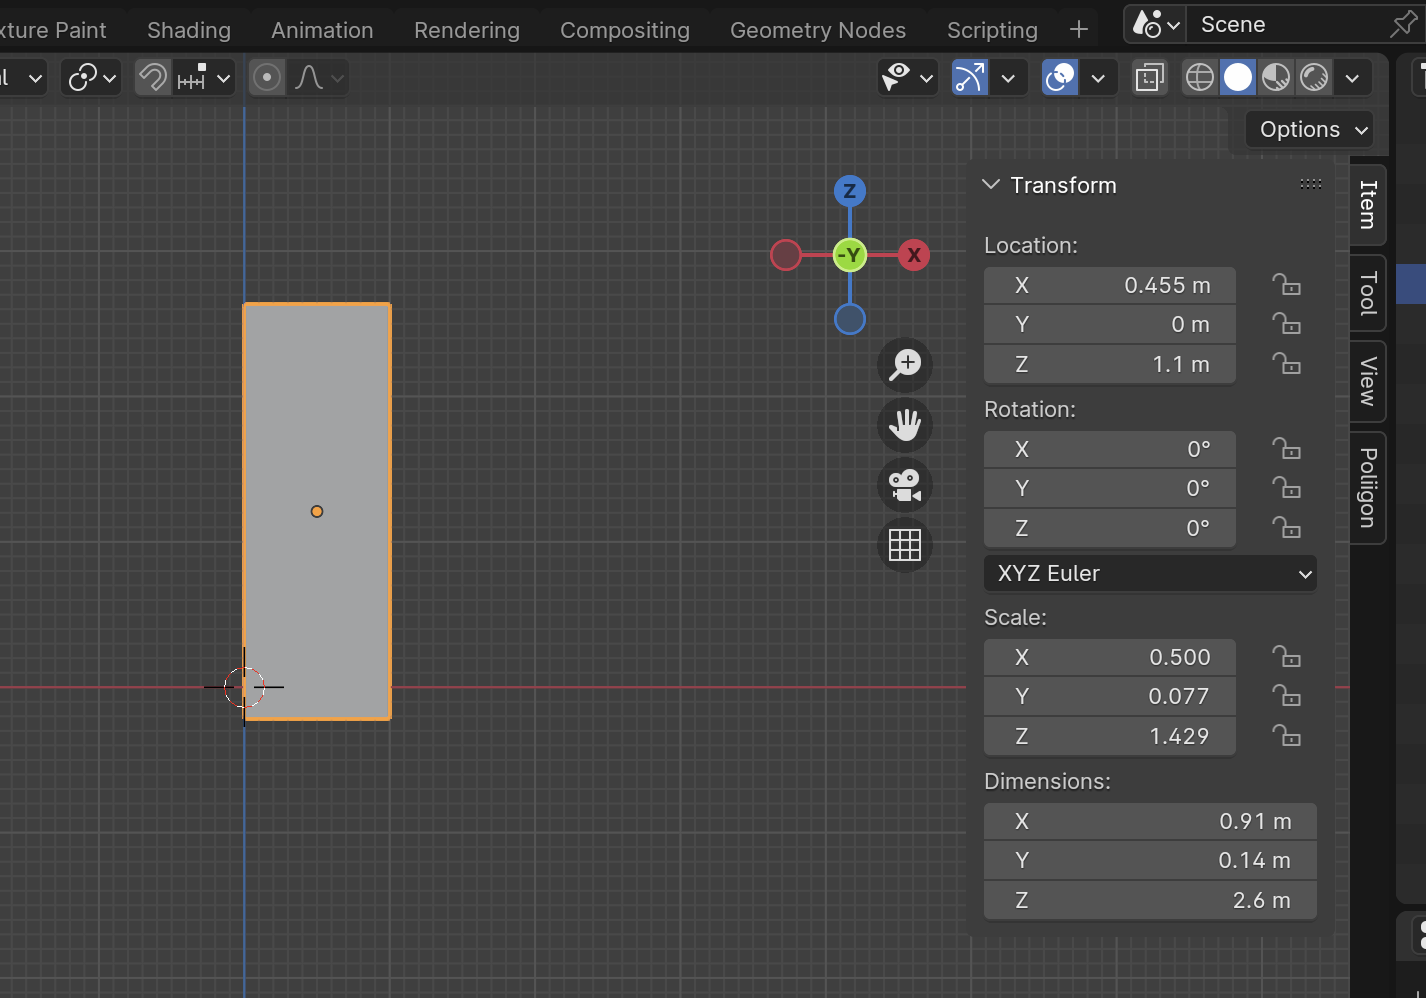 xture Paint Shading Animation Rendering Compositing Geometry Nodes Scripting + Scene
Options
Z
-Y X
Transform
Location:
X 0.455 m
Y 0 m
Z 1.1 m
Rotation:
X 0°
Y 0°
Z 0°
XYZ Euler
Scale:
X 0.500
Y 0.077
Z 1.429
Dimensions:
X 0.91 m
Y 0.14 m
Z 2.6 m
Item
Tool
View
Poliigon